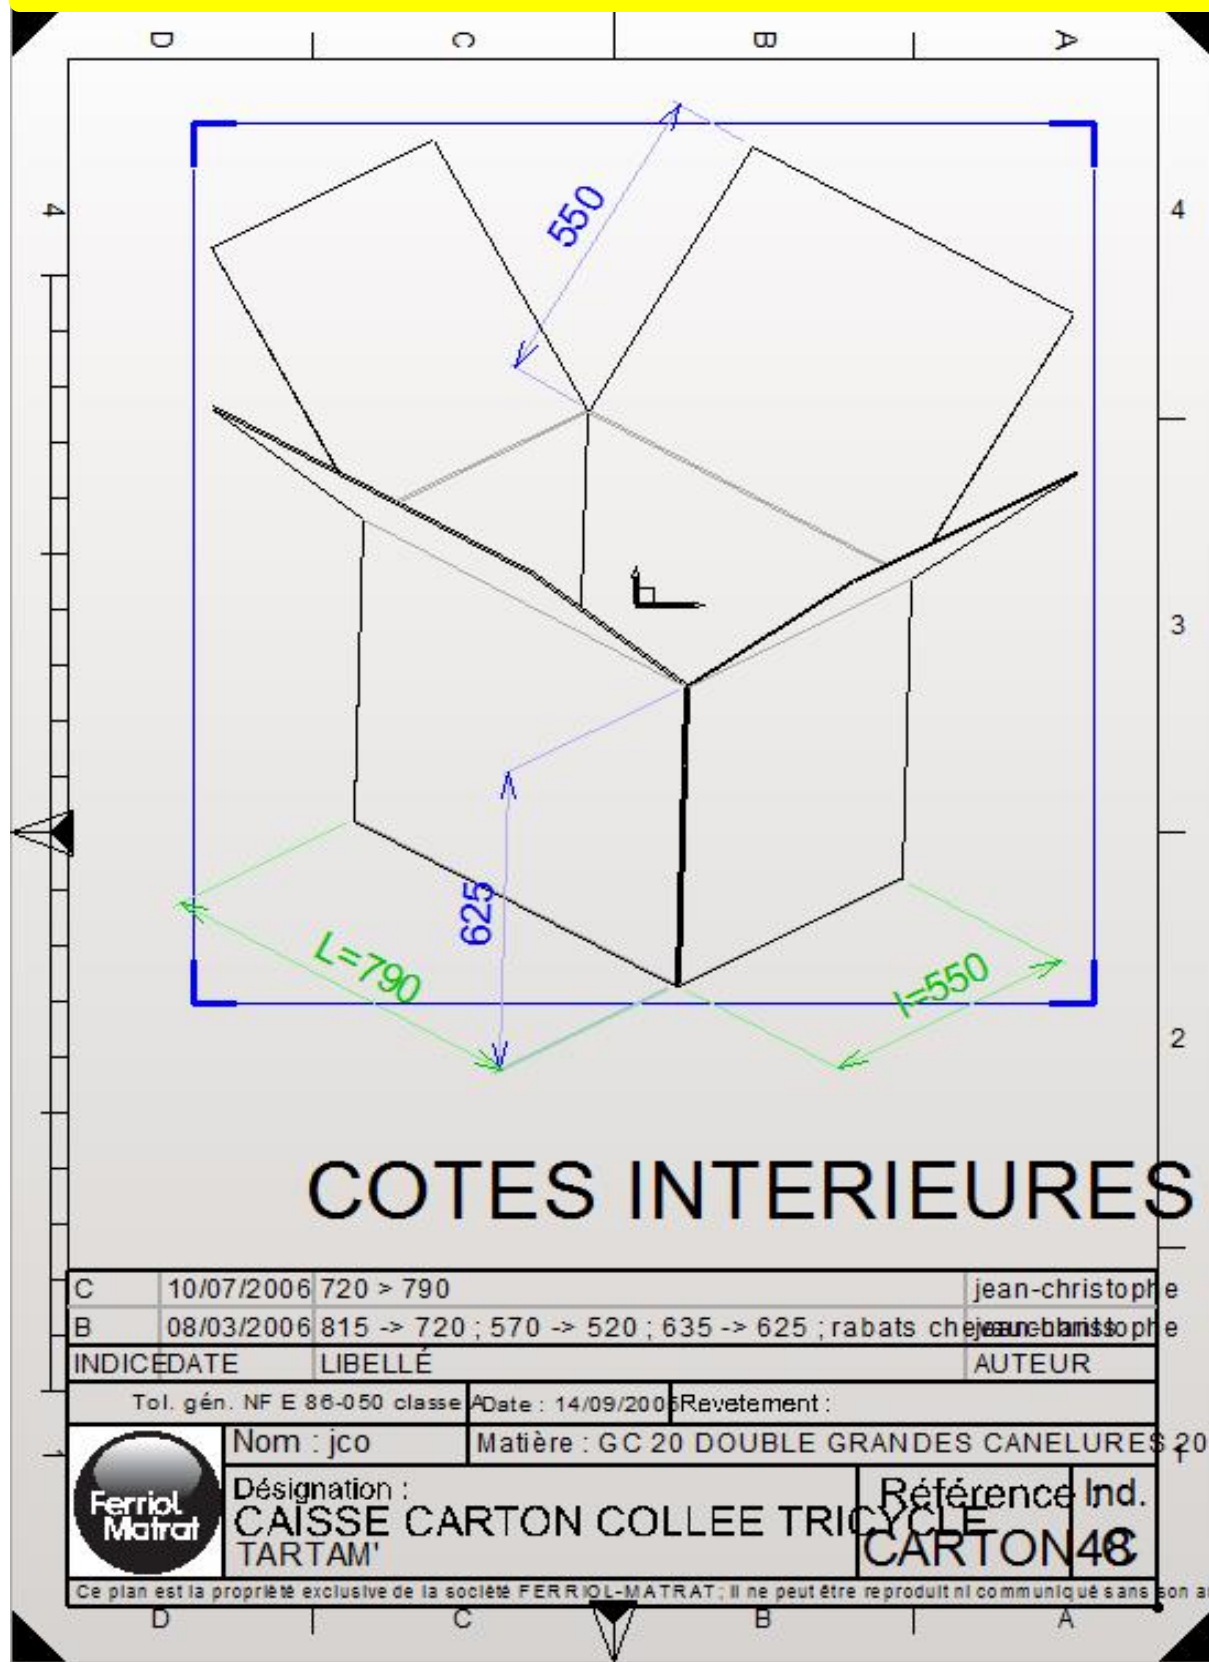 D C B A
550
4 4
3
625
L=790
l=550
2
COTES INTERIEURES
C 10/07/2006 720 > 790 jean-christophe
B 08/03/2006 815 -> 720 ; 570 -> 520 ; 635 -> 625 ; rabats jean-christophe
INDICE DATE LIBELLÉ AUTEUR
Tol. gén. NF E 86-050 classe A Date : 14/09/2005 Revetement :
Nom : jco Matière : GC 20 DOUBLE GRANDES CANELURES 20
1 1
Ferriol Matrat
Désignation : Référence : Ind.
CAISSE CARTON COLLEE TRICYCLE
TARTAM' CARTON48 C
Ce plan est la propriété exclusive de la société FERRIOL-MATRAT; il ne peut être reproduit ni communiqué sans son
D C B A